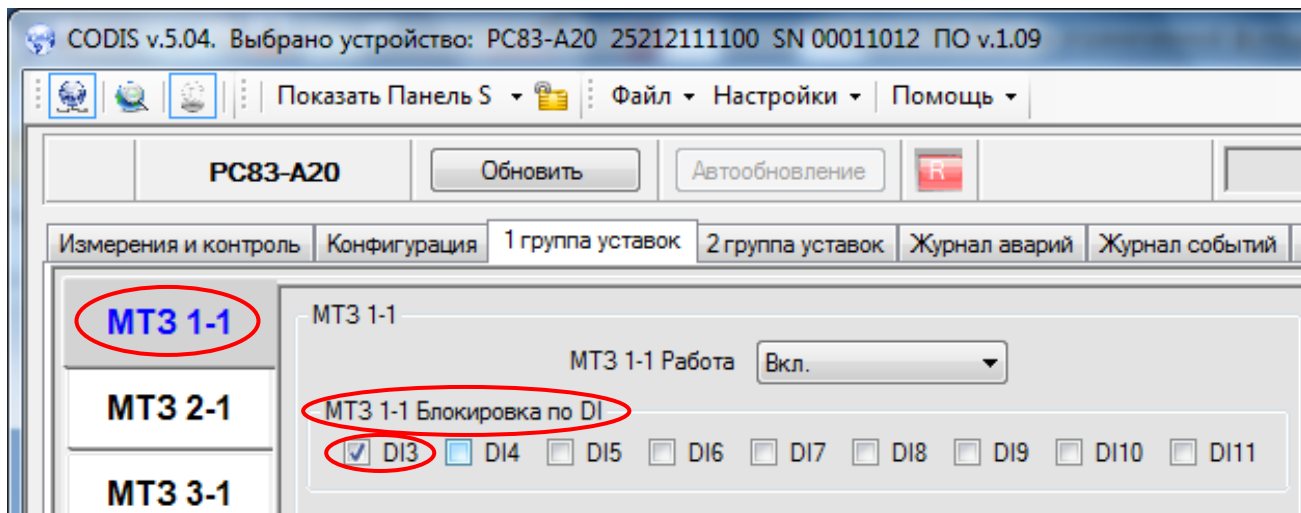 CODIS v.5.04. Выбрано устройство: РС83-А20 25212111100 SN 00011012 ПО v.1.09
Показать Панель S Файл Настройки Помощь
РС83-А20 Обновить Автообновление R
Измерения и контроль Конфигурация 1 группа уставок 2 группа уставок Журнал аварий Журнал событий
МТЗ 1-1
МТЗ 2-1
МТЗ 3-1
МТЗ 1-1
МТЗ 1-1 Работа Вкл.
МТЗ 1-1 Блокировка по DI
DI3 DI4 DI5 DI6 DI7 DI8 DI9 DI10 DI11